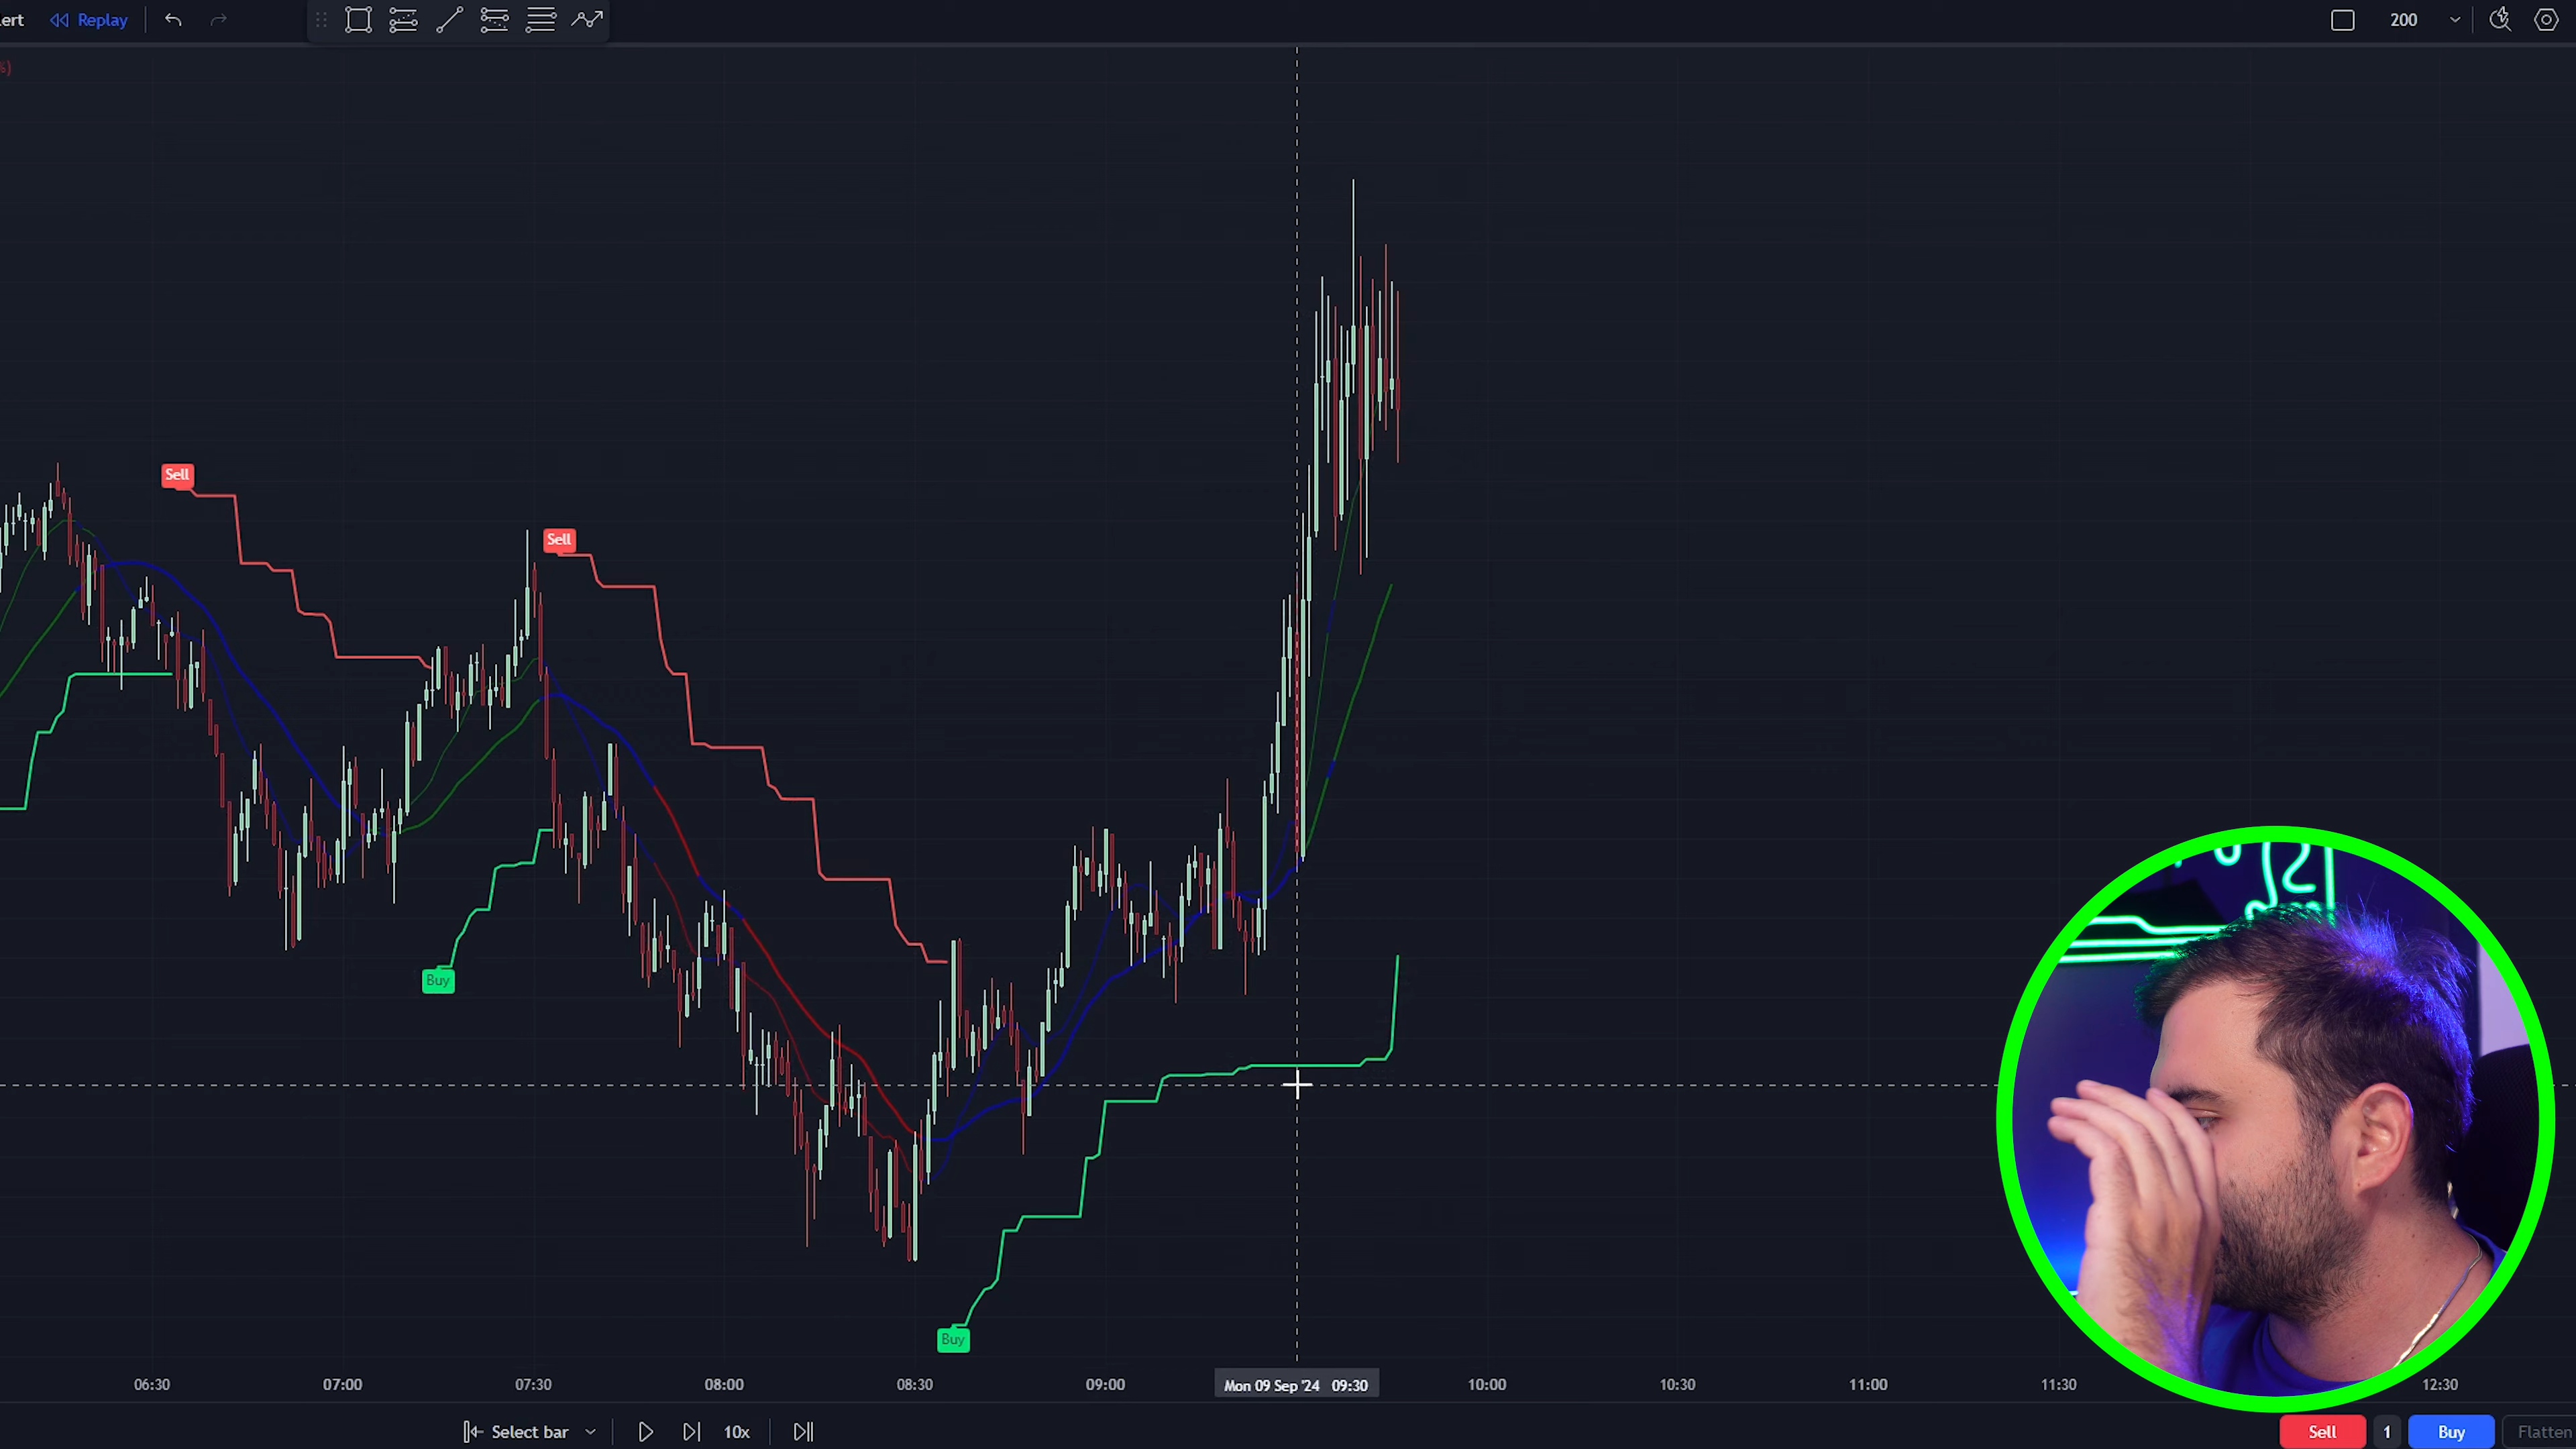 ert Replay 200
%)
Sell
Sell
Buy
Buy
06:30 07:00 07:30 08:00 08:30 09:00 Mon 09 Sep '24 09:30 10:00 10:30 11:00 11:30 12:30
Select bar 10x Sell 1 Buy Flatten